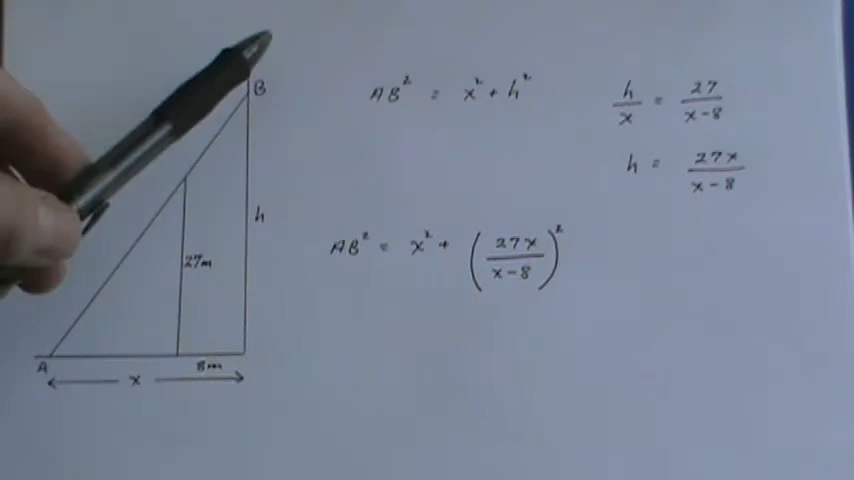 B
AB² = x² + h²
h/x = 27/(x-8)
h
h = 27x/(x-8)
AB² = x² + (27x/(x-8))²
27m
A
8m
x